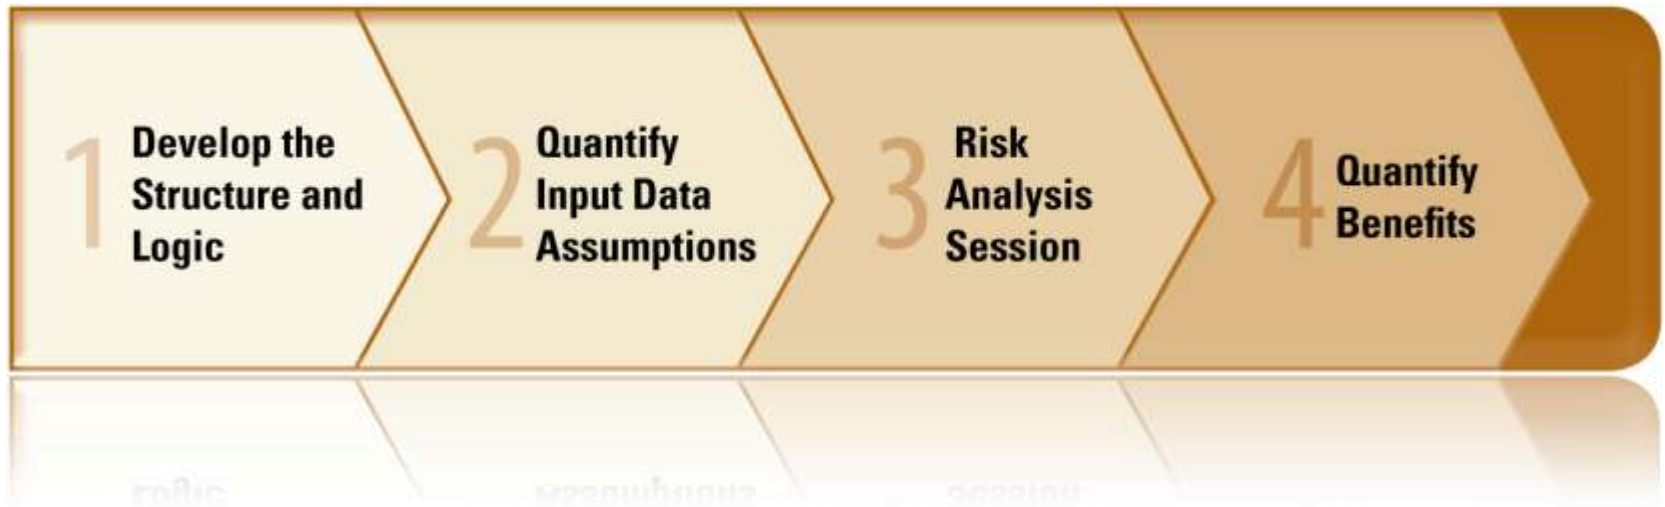 1
Develop the
Structure and
Logic
2
Quantify
Input Data
Assumptions
3
Risk
Analysis
Session
4
Quantify
Benefits